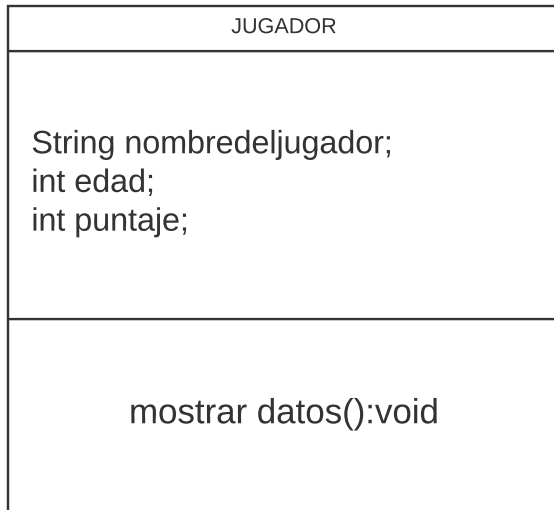 JUGADOR
String nombredeljugador;
int edad;
int puntaje;
mostrar datos():void